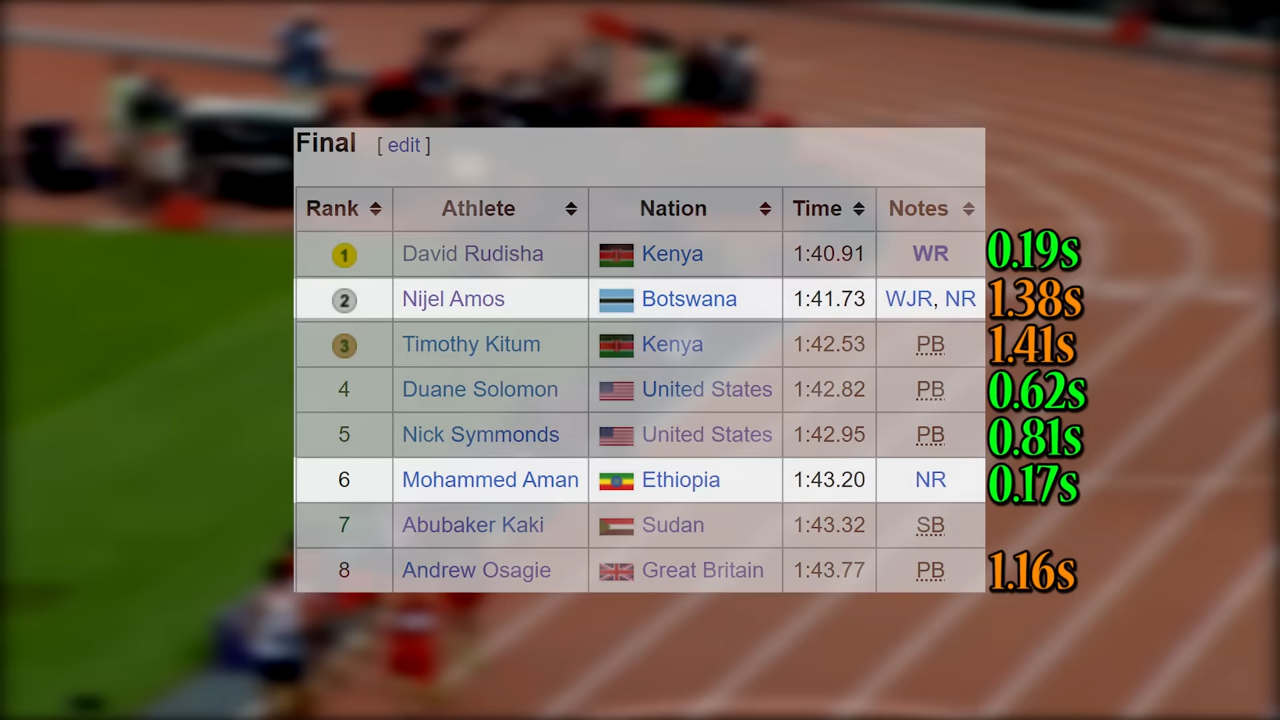 Final [ edit ]
Rank Athlete Nation Time Notes
1 David Rudisha Kenya 1:40.91 WR 0.19s
2 Nijel Amos Botswana 1:41.73 WJR, NR 1.38s
3 Timothy Kitum Kenya 1:42.53 PB 1.41s
4 Duane Solomon United States 1:42.82 PB 0.62s
5 Nick Symmonds United States 1:42.95 PB 0.81s
6 Mohammed Aman Ethiopia 1:43.20 NR 0.17s
7 Abubaker Kaki Sudan 1:43.32 SB
8 Andrew Osagie Great Britain 1:43.77 PB 1.16s